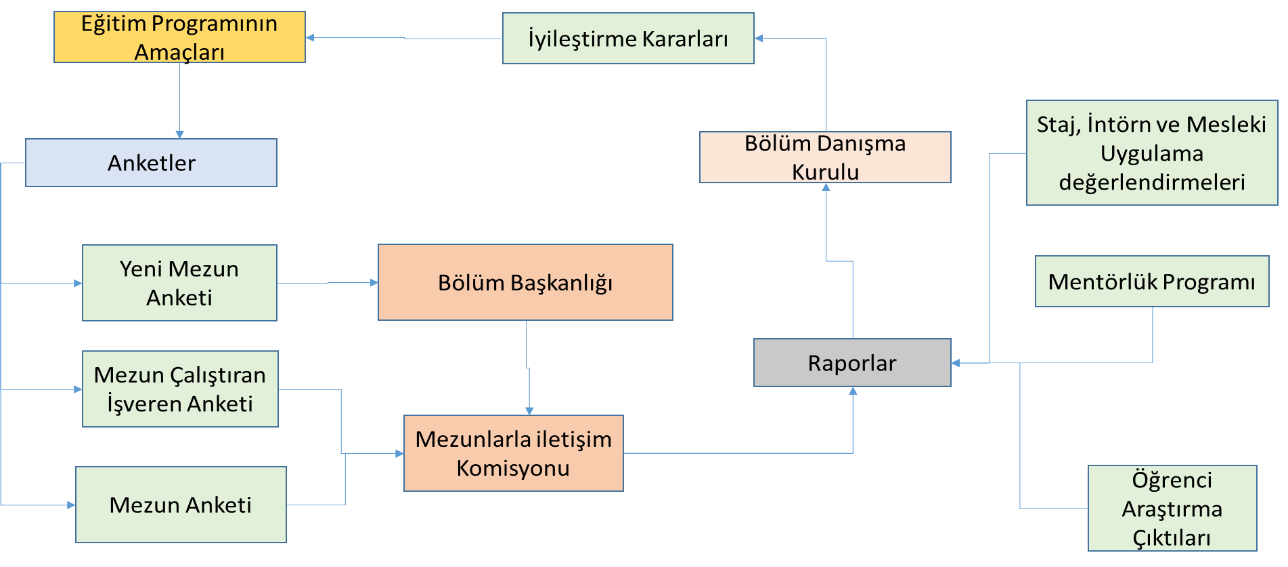 Eğitim Programının
Amaçları
İyileştirme Kararları
Staj, İntörn ve Mesleki
Uygulama
değerlendirmeleri
Bölüm Danışma
Kurulu
Anketler
Yeni Mezun
Anketi
Bölüm Başkanlığı
Mentörlük Programı
Mezun Çalıştıran
İşveren Anketi
Raporlar
Mezunlarla iletişim
Komisyonu
Mezun Anketi
Öğrenci
Araştırma
Çıktıları